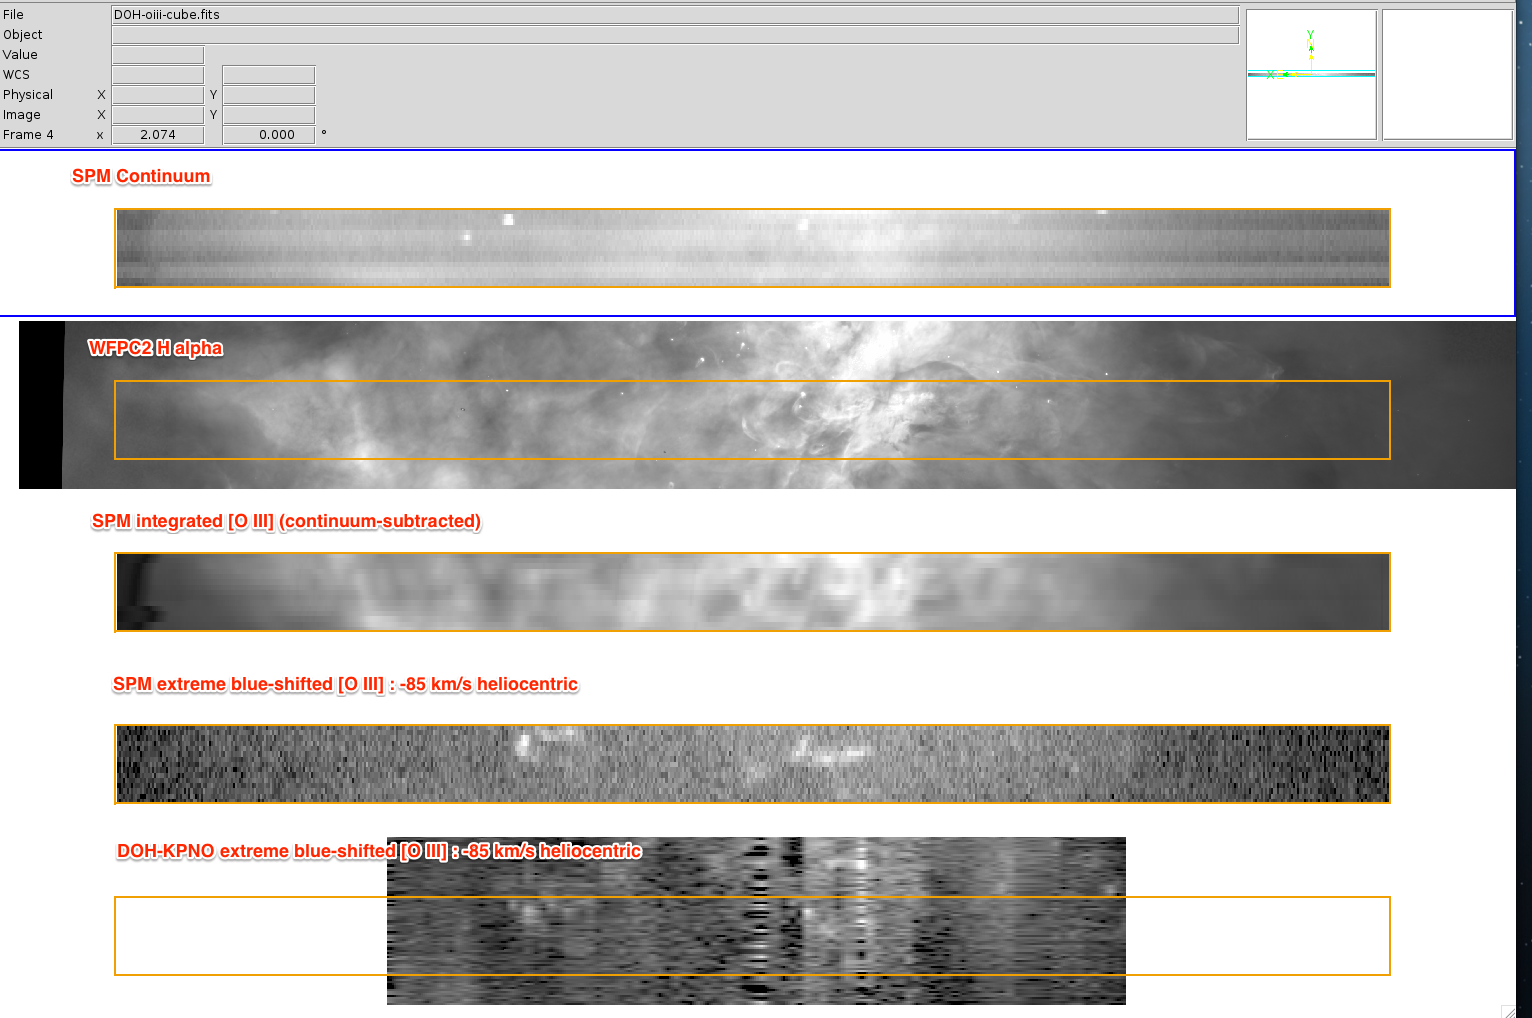 File DOH-oiii-cube.fits
Object
Value
WCS
Physical X Y
Image X Y
Frame 4 x 2.074 0.000 °
Y
X
SPM Continuum
WFPC2 H alpha
SPM integrated [O III] (continuum-subtracted)
SPM extreme blue-shifted [O III] : -85 km/s heliocentric
DOH-KPNO extreme blue-shifted [O III] : -85 km/s heliocentric